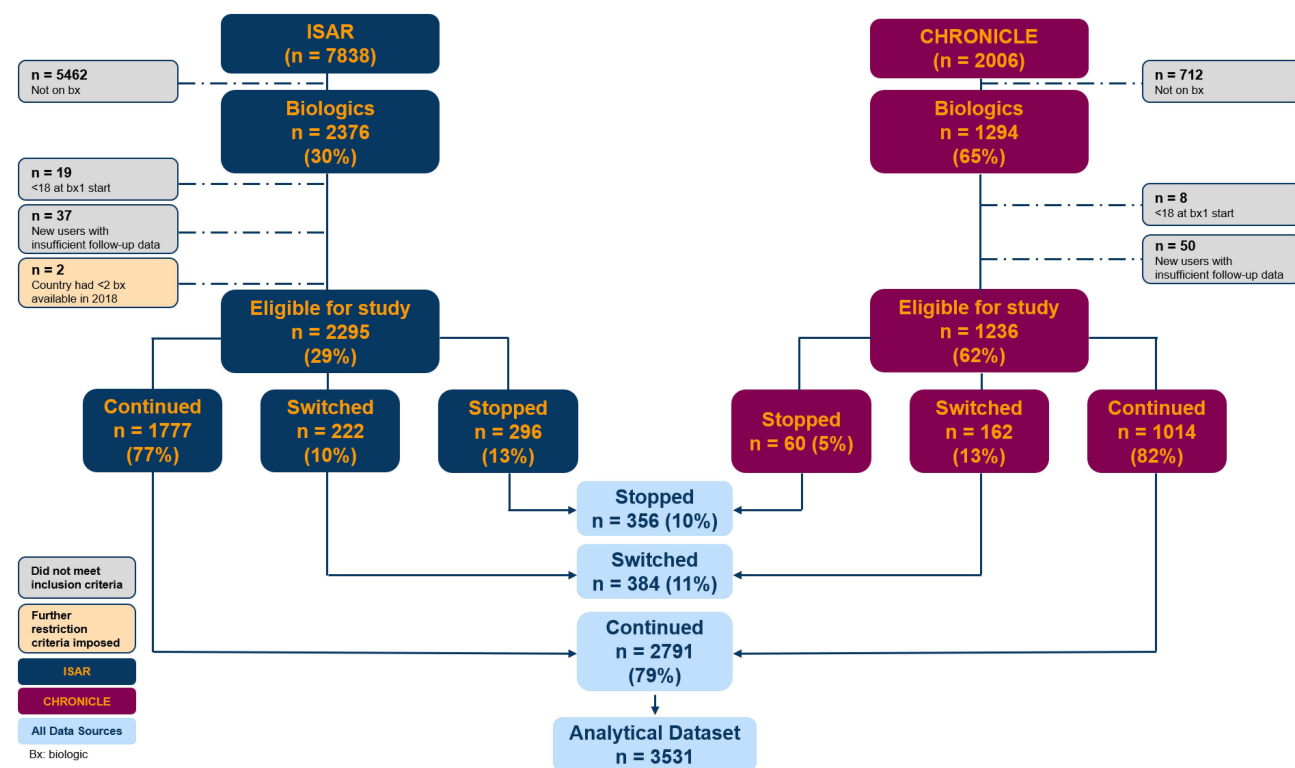 ISAR
(n = 7838)
CHRONICLE
(n = 2006)
n = 5462
Not on bx
n = 712
Not on bx
Biologics
n = 2376
(30%)
Biologics
n = 1294
(65%)
n = 19
<18 at bx1 start
n = 37
New users with
insufficient follow-up data
n = 2
Country had <2 bx
available in 2018
n = 8
<18 at bx1 start
n = 50
New users with
insufficient follow-up data
Eligible for study
n = 2295
(29%)
Eligible for study
n = 1236
(62%)
Continued
n = 1777
(77%)
Switched
n = 222
(10%)
Stopped
n = 296
(13%)
Stopped
n = 60 (5%)
Switched
n = 162
(13%)
Continued
n = 1014
(82%)
Stopped
n = 356 (10%)
Switched
n = 384 (11%)
Continued
n = 2791
(79%)
Analytical Dataset
n = 3531
Did not meet
inclusion criteria
Further
restriction
criteria imposed
ISAR
CHRONICLE
All Data Sources
Bx: biologic